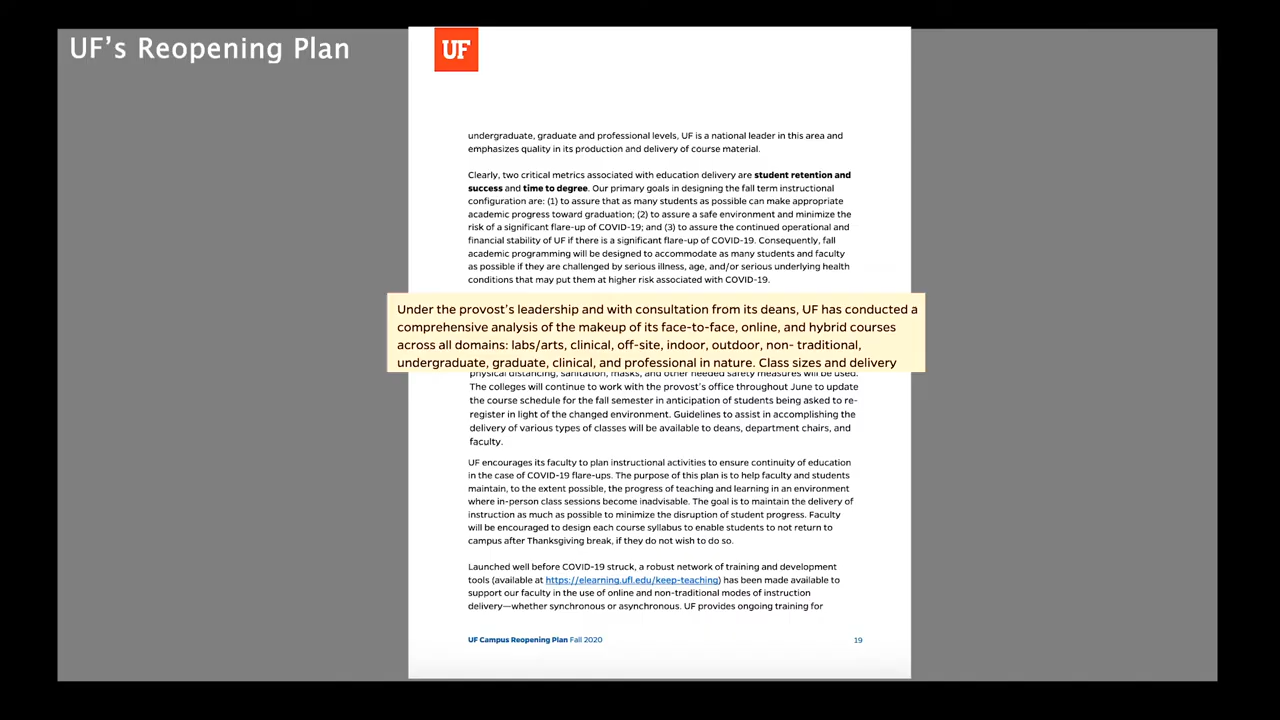 UF's Reopening Plan
UF
undergraduate, graduate and professional levels, UF is a national leader in this area and
emphasizes quality in its production and delivery of course material.
Clearly, two critical metrics associated with education delivery are student retention and
success and time to degree. Our primary goals in designing the fall term instructional
configuration are: (1) to assure that as many students as possible can make appropriate
academic progress toward graduation; (2) to assure a safe environment and minimize the
risk of a significant flare-up of COVID-19; and (3) to assure the continued operational and
financial stability of UF if there is a significant flare-up of COVID-19. Consequently, fall
academic programming will be designed to accommodate as many students and faculty
as possible if they are challenged by serious illness, age, and/or serious underlying health
conditions that may put them at higher risk associated with COVID-19.
Under the provost's leadership and with consultation from its deans, UF has conducted a
comprehensive analysis of the makeup of its face-to-face, online, and hybrid courses
across all domains: labs/arts, clinical, off-site, indoor, outdoor, non- traditional,
undergraduate, graduate, clinical, and professional in nature. Class sizes and delivery
physical distancing, sanitation, masks, and other needed safety measures will be used.
The colleges will continue to work with the provost's office throughout June to update
the course schedule for the fall semester in anticipation of students being asked to re-
register in light of the changed environment. Guidelines to assist in accomplishing the
delivery of various types of classes will be available to deans, department chairs, and
faculty.
UF encourages its faculty to plan instructional activities to ensure continuity of education
in the case of COVID-19 flare-ups. The purpose of this plan is to help faculty and students
maintain, to the extent possible, the progress of teaching and learning in an environment
where in-person class sessions become inadvisable. The goal is to maintain the delivery of
instruction as much as possible to minimize the disruption of student progress. Faculty
will be encouraged to design each course syllabus to enable students to not return to
campus after Thanksgiving break, if they do not wish to do so.
Launched well before COVID-19 struck, a robust network of training and development
tools (available at https://elearning.ufl.edu/keep-teaching) has been made available to
support our faculty in the use of online and non-traditional modes of instruction
delivery—whether synchronous or asynchronous. UF provides ongoing training for
UF Campus Reopening Plan Fall 2020 19